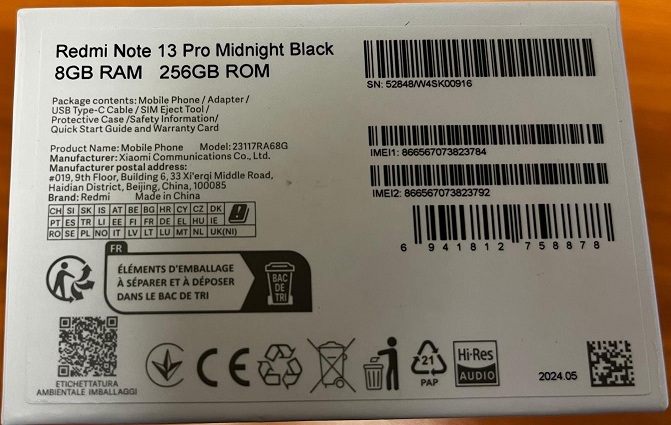 Redmi Note 13 Pro Midnight Black
8GB RAM 256GB ROM
Package contents: Mobile Phone / Adapter /
USB Type-C Cable / SIM Eject Tool /
Protective Case /Safety Information/
Quick Start Guide and Warranty Card
Product Name: Mobile Phone Model: 23117RA68G
Manufacturer: Xiaomi Communications Co., Ltd.
Manufacturer postal address:
#019, 9th Floor, Building 6, 33 Xi'erqi Middle Road,
Haidian District, Beijing, China, 100085
Brand: Redmi Made in China
CH SI SK IS AT BE BG HR CY CZ DK
PT ES TR LI EE FI FR DE EL HU IE
RO SE PL NO IT LV LT LU MT NL UK(NI)
SN: 52848/W4SK00916
IMEI1: 866567073823784
IMEI2: 866567073823792
6 941812 758878
FR
ÉLÉMENTS D'EMBALLAGE
À SÉPARER ET À DÉPOSER
DANS LE BAC DE TRI
BAC
DE
TRI
ETICHETTATURA
AMBIENTALE IMBALLAGGI
CE
21
PAP
Hi-Res
AUDIO
2024.05